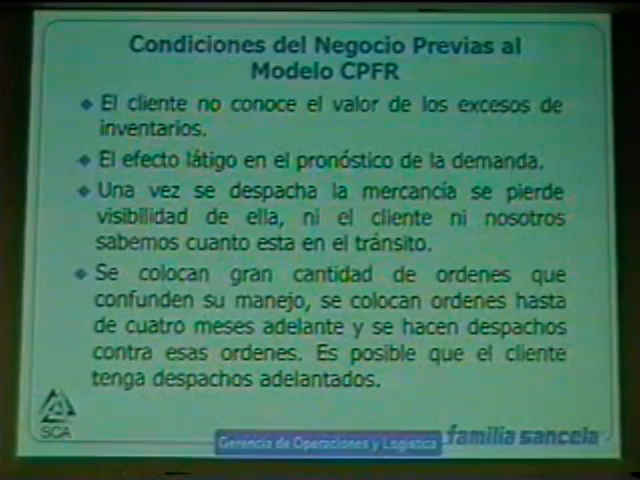 Condiciones del Negocio Previas al
Modelo CPFR
El cliente no conoce el valor de los excesos de
inventarios.
El efecto látigo en el pronóstico de la demanda.
Una vez se despacha la mercancía se pierde
visibilidad de ella, ni el cliente ni nosotros
sabemos cuanto esta en el tránsito.
Se colocan gran cantidad de ordenes que
confunden su manejo, se colocan ordenes hasta
de cuatro meses adelante y se hacen despachos
contra esas ordenes. Es posible que el cliente
tenga despachos adelantados.
SCA
Gerencia de Operaciones y Logística
familia sancela